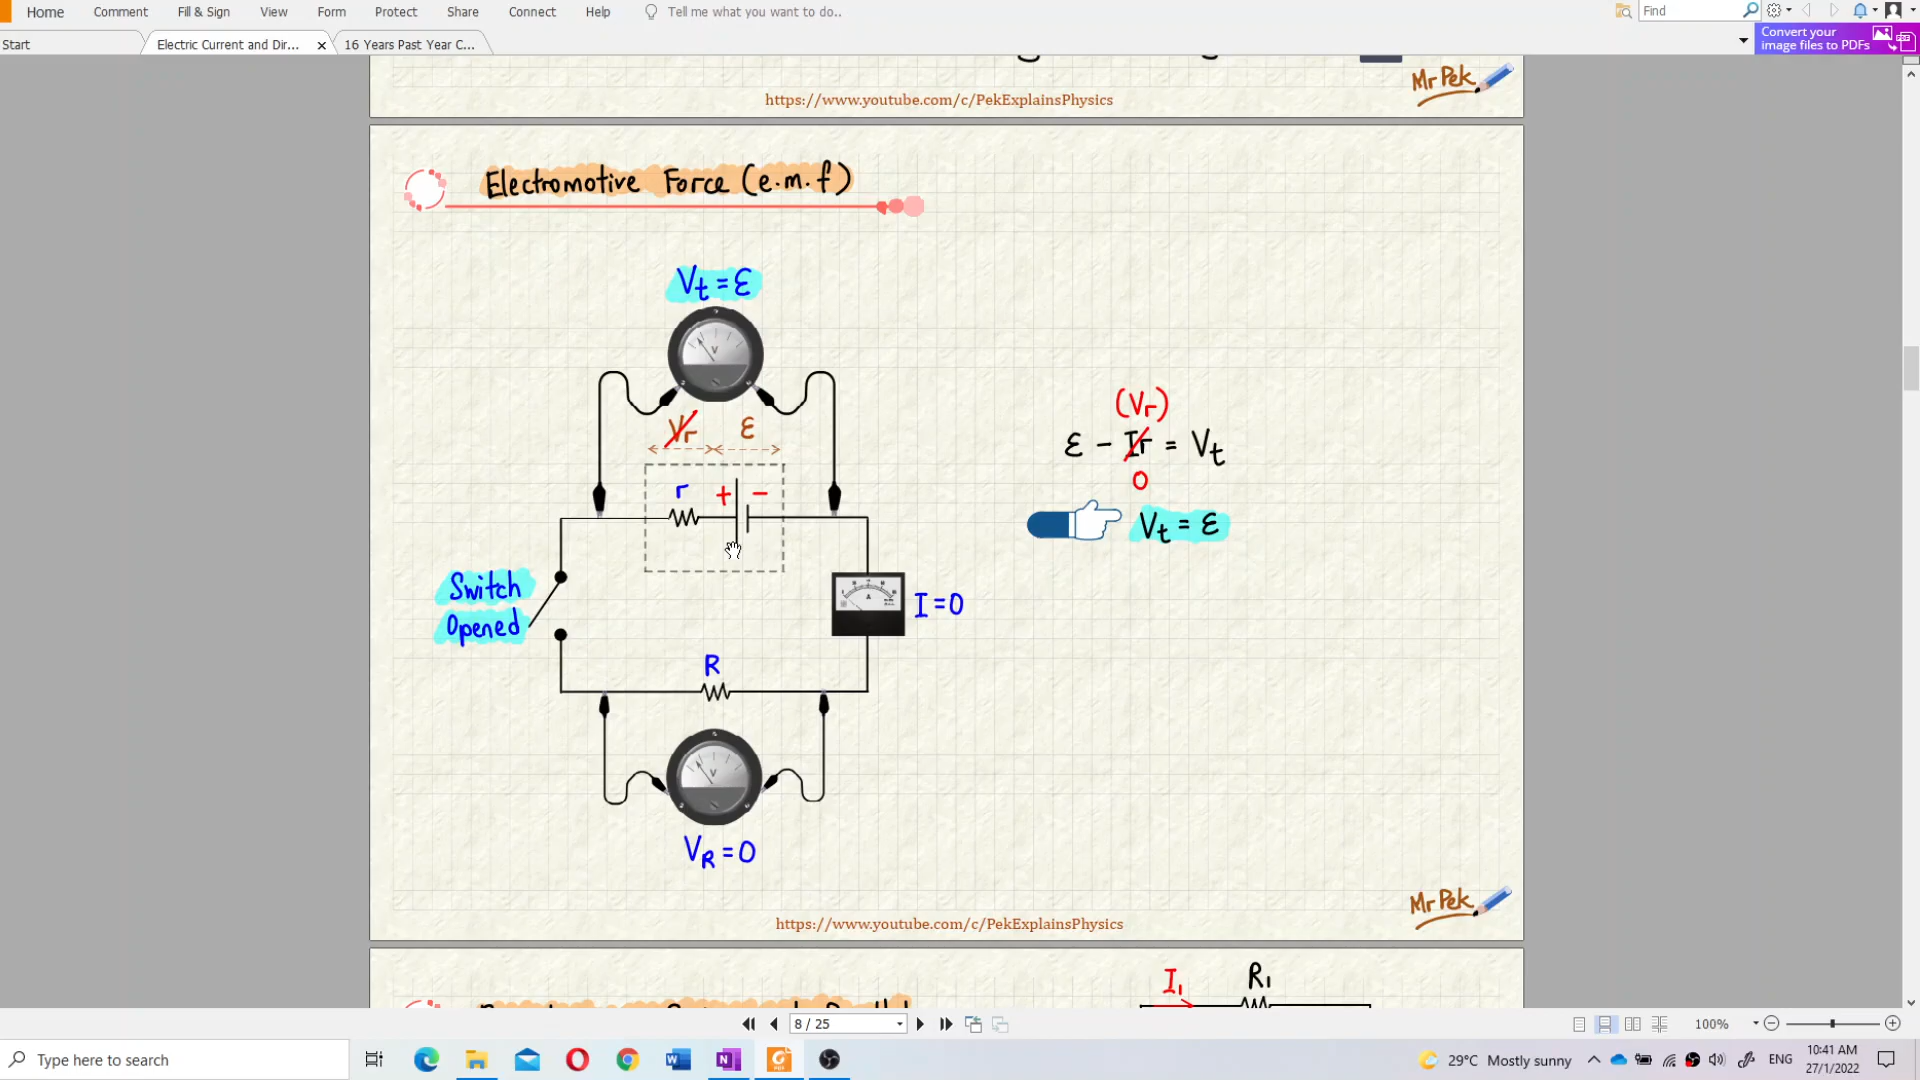 Home Comment Fill & Sign View Form Protect Share Connect Help Tell me what you want to do.. Find
Convert your
image files to PDFs
Start Electric Current and Dir... 16 Years Past Year C...
Mr Pek
https://www.youtube.com/c/PekExplainsPhysics
Electromotive Force (e.m.f)
Vt = ε
V
Vr ε
(Vr)
ε - Ir = Vt
0
r + -
Vt = ε
Switch
Opened
A
I = 0
R
V
VR = 0
Mr Pek
https://www.youtube.com/c/PekExplainsPhysics
I1 R1
8 / 25
100%
Type here to search
29°C Mostly sunny
ENG
10:41 AM
27/1/2022